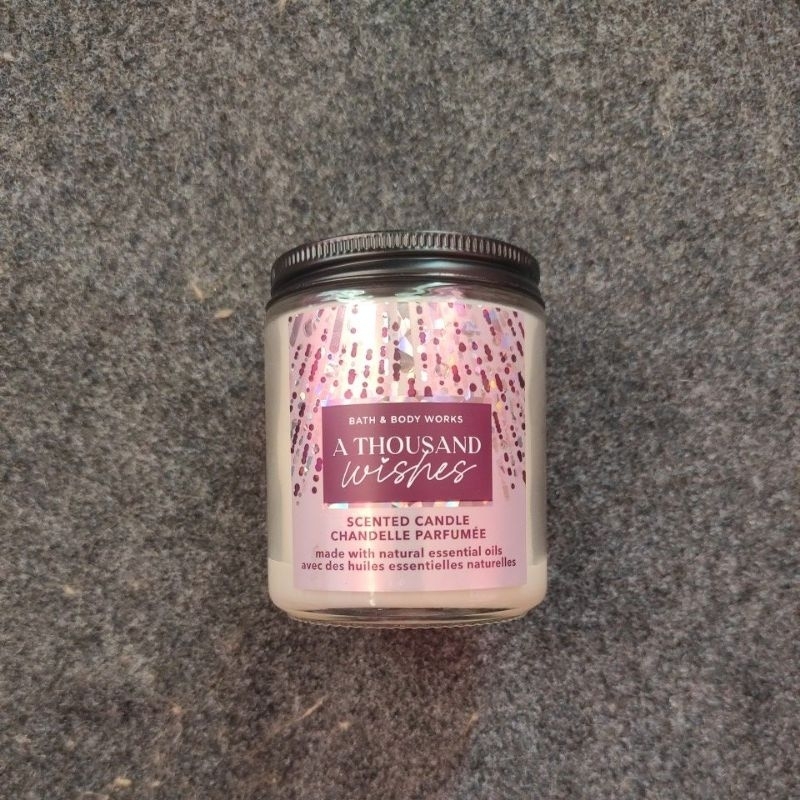 BATH & BODY WORKS
A THOUSAND
wishes
SCENTED CANDLE
CHANDELLE PARFUMÉE
made with natural essential oils
avec des huiles essentielles naturelles